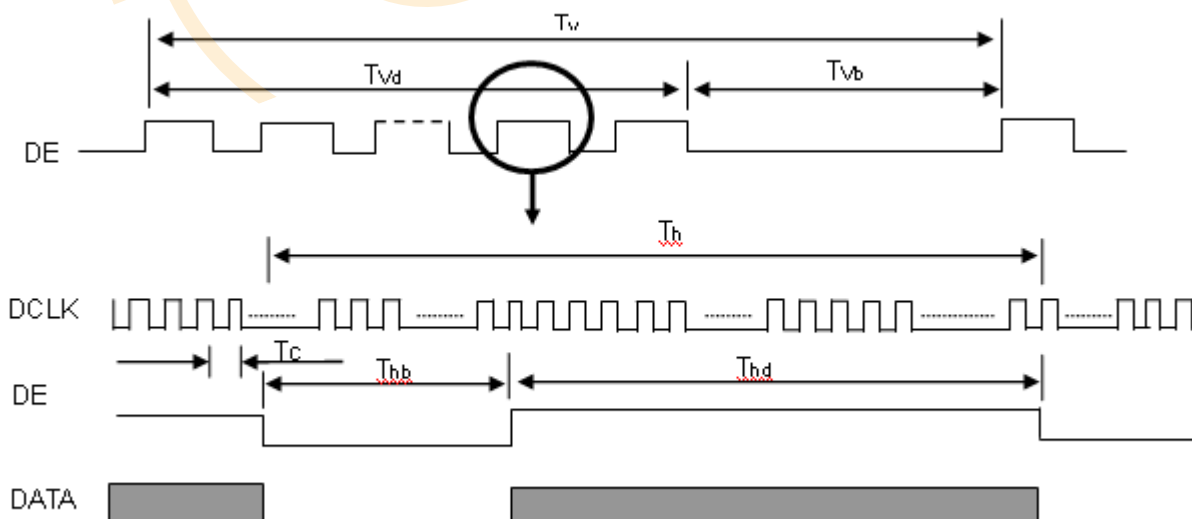 Tv
Tvd Tvb
DE
Th
DCLK
Tc
Thb Thd
DE
DATA